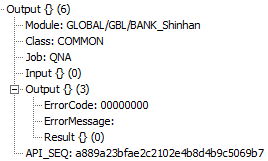 Output {} (6)
Module: GLOBAL/GBL/BANK_Shinhan
Class: COMMON
Job: QNA
Input {} (0)
Output {} (3)
ErrorCode: 00000000
ErrorMessage:
Result {} (0)
API_SEQ: a889a23bfae2c2102e4b8d4b9c5069b7